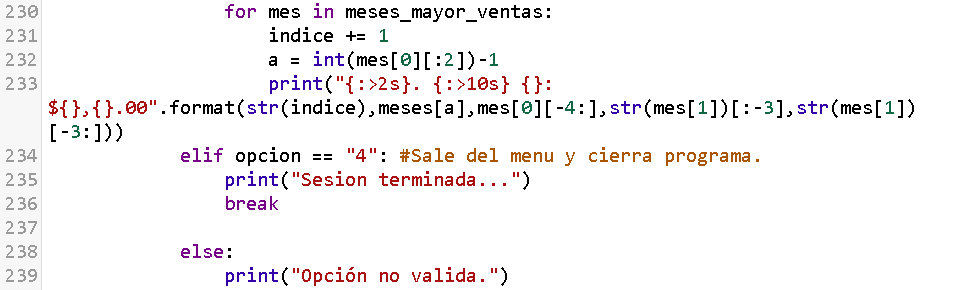 230 for mes in meses_mayor_ventas:
231 indice += 1
232 a = int(mes[0][:2])-1
233 print("{:>2s}. {:>10s} {}:
${},{}.00".format(str(indice),meses[a],mes[0][-4:],str(mes[1])[:-3],str(mes[1])
[-3:]))
234 elif opcion == "4": #Sale del menu y cierra programa.
235 print("Sesion terminada...")
236 break
237
238 else:
239 print("Opción no valida.")